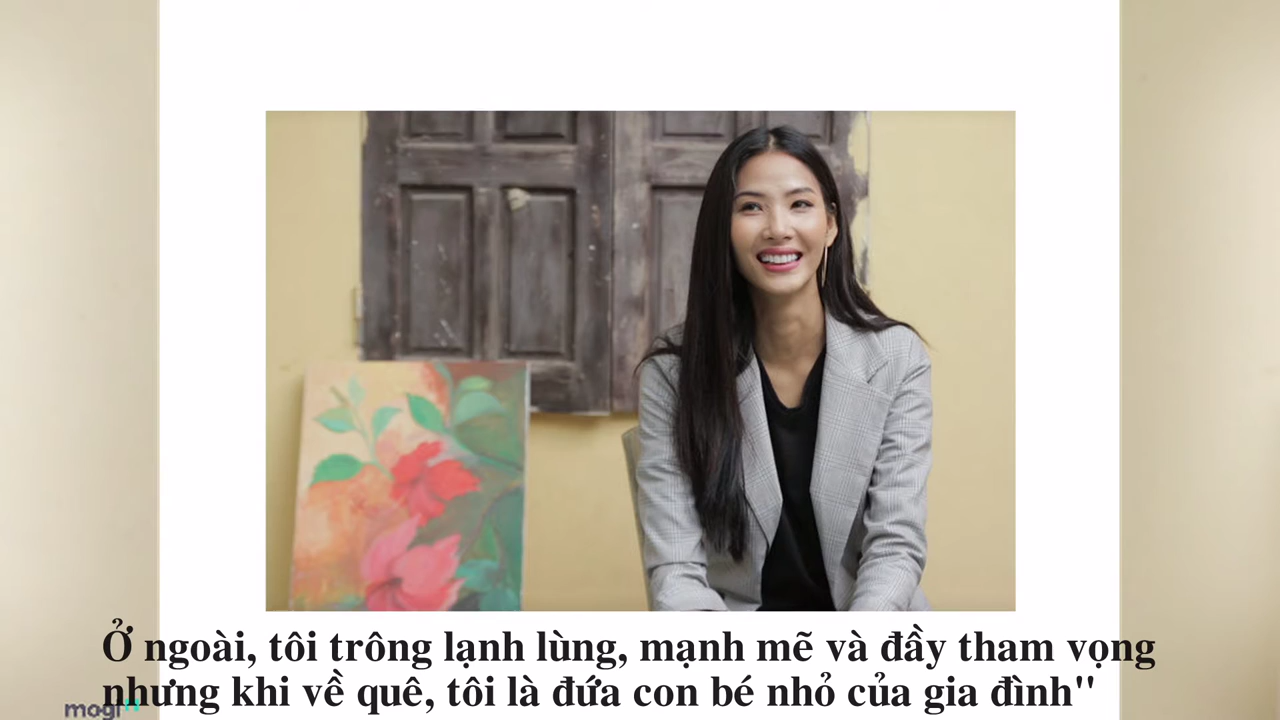 Ở ngoài, tôi trông lạnh lùng, mạnh mẽ và đầy tham vọng
nhưng khi về quê, tôi là đứa con bé nhỏ của gia đình"